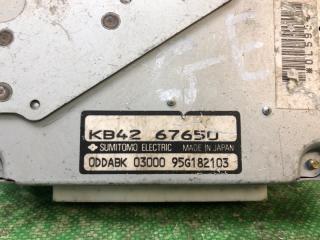 KB42 67650
SUMITOMO ELECTRIC MADE IN JAPAN
ODDABK 03000 95G182103